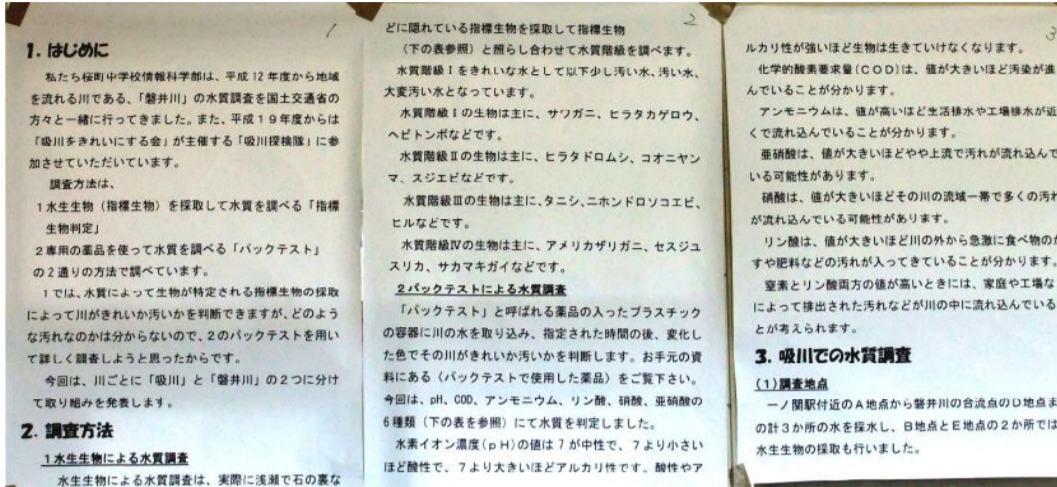 1
1. はじめに
私たち桜町中学校情報科学部は、平成12年度から地域
を流れる川である、「磐井川」の水質調査を国土交通省の
方々と一緒に行ってきました。また、平成19年度からは
「吸川をきれいにする会」が主催する「吸川探検隊」に参
加させていただいています。
調査方法は、
1水生生物(指標生物)を採取して水質を調べる「指標
生物判定」
2専用の薬品を使って水質を調べる「パックテスト」
の2通りの方法で調べています。
1では、水質によって生物が特定される指標生物の採取
によって川がきれいか汚いかを判断できますが、どのよう
な汚れなのかは分からないので、2のパックテストを用い
て詳しく調査しようと思ったからです。
今回は、川ごとに「吸川」と「磐井川」の2つに分け
て取り組みを発表します。
2. 調査方法
1水生生物による水質調査
水生生物による水質調査は、実際に浅瀬で石の裏な
2
どに隠れている指標生物を採取して指標生物
(下の表参照)と照らし合わせて水質階級を調べます。
水質階級Ⅰをきれいな水として以下少し汚い水、汚い水、
大変汚い水となっています。
水質階級Ⅰの生物は主に、サワガニ、ヒラタカゲロウ、
ヘビトンボなどです。
水質階級Ⅱの生物は主に、ヒラタドロムシ、コオニヤン
マ、スジエビなどです。
水質階級Ⅲの生物は主に、タニシ、ニホンドロソコエビ、
ヒルなどです。
水質階級Ⅳの生物は主に、アメリカザリガニ、セスジユ
スリカ、サカマキガイなどです。
2パックテストによる水質調査
「パックテスト」と呼ばれる薬品の入ったプラスチック
の容器に川の水を取り込み、指定された時間の後、変化し
た色でその川がきれいか汚いかを判断します。お手元の資
料にある〈パックテストで使用した薬品〉をご覧下さい。
今回は、pH、COD、アンモニウム、リン酸、硝酸、亜硝酸の
6種類(下の表を参照)にて水質を判定しました。
水素イオン濃度(pH)の値は7が中性で、7より小さい
ほど酸性で、7より大きいほどアルカリ性です。酸性やア
3
ルカリ性が強いほど生物は生きていけなくなります。
化学的酸素要求量(COD)は、値が大きいほど汚染が進
んでいることが分かります。
アンモニウムは、値が高いほど生活排水や工場排水が近
くで流れ込んでいることが分かります。
亜硝酸は、値が大きいほどやや上流で汚れが流れ込んで
いる可能性があります。
硝酸は、値が大きいほどその川の流域一帯で多くの汚れ
が流れ込んでいる可能性があります。
リン酸は、値が大きいほど川の外から急激に食べ物のか
すや肥料などの汚れが入ってきていることが分かります。
窒素とリン酸両方の値が高いときには、家庭や工場な
によって排出された汚れなどが川の中に流れ込んでいる
とが考えられます。
3. 吸川での水質調査
(1)調査地点
一ノ関駅付近のA地点から磐井川の合流点のD地点ま
の計3か所の水を採水し、B地点とE地点の2か所では
水生生物の採取も行いました。